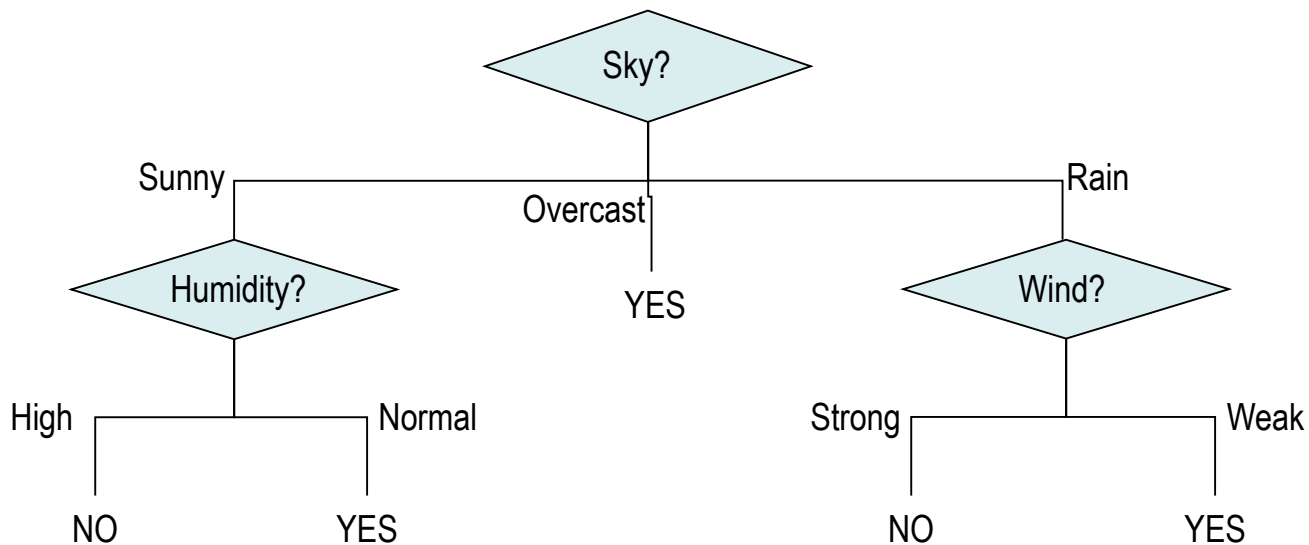 Sky?
Sunny
Overcast
Rain
Humidity?
YES
Wind?
High
Normal
Strong
Weak
NO
YES
NO
YES